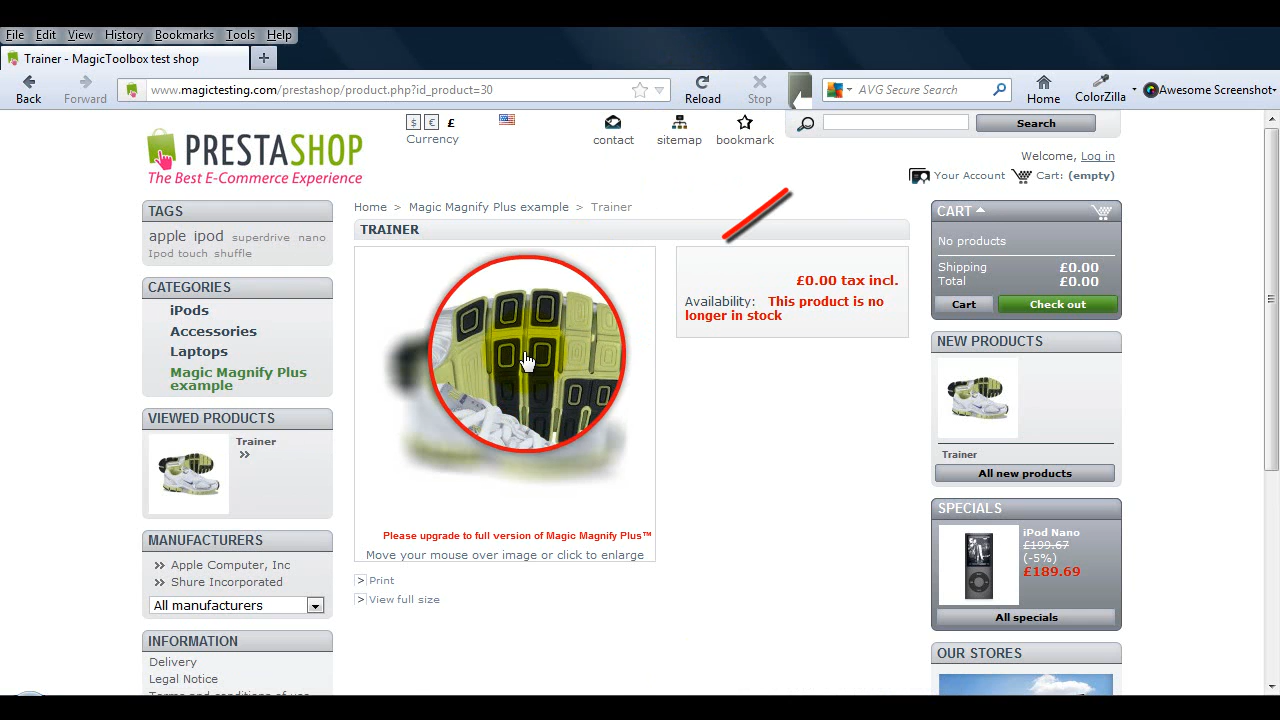 File Edit View History Bookmarks Tools Help
Trainer - MagicToolbox test shop
Back Forward www.magictesting.com/prestashop/product.php?id_product=30 Reload Stop AVG Secure Search Home ColorZilla Awesome Screenshot
$ € £
Currency
contact sitemap bookmark
Search
PRESTASHOP
The Best E-Commerce Experience
Welcome, Log in
Your Account Cart: (empty)
TAGS
apple ipod superdrive nano
Ipod touch shuffle
CATEGORIES
iPods
Accessories
Laptops
Magic Magnify Plus
example
VIEWED PRODUCTS
Trainer
MANUFACTURERS
Apple Computer, Inc
Shure Incorporated
All manufacturers
INFORMATION
Delivery
Legal Notice
Terms and conditions of use
Home > Magic Magnify Plus example > Trainer
TRAINER
£0.00 tax incl.
Availability: This product is no
longer in stock
Please upgrade to full version of Magic Magnify Plus™
Move your mouse over image or click to enlarge
> Print
> View full size
CART
No products
Shipping £0.00
Total £0.00
Cart Check out
NEW PRODUCTS
Trainer
All new products
SPECIALS
iPod Nano
£199.67
(-5%)
£189.69
All specials
OUR STORES